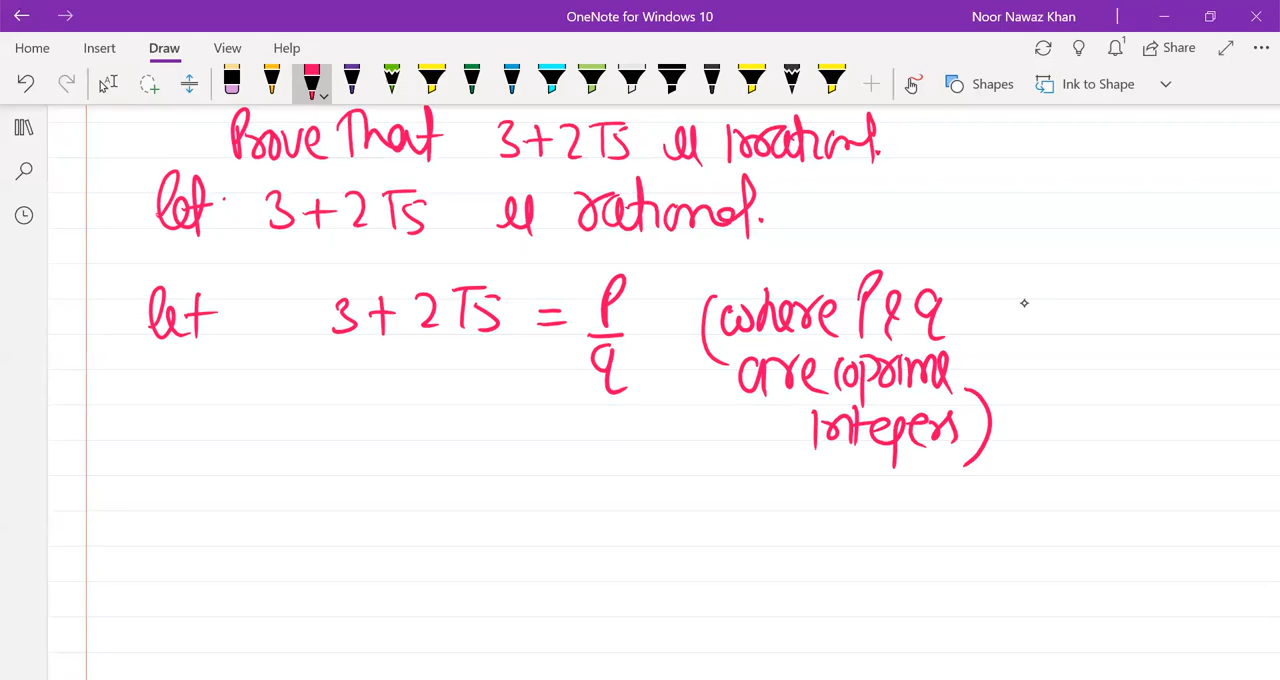 OneNote for Windows 10 Noor Nawaz Khan
Home Insert Draw View Help 1 Share
Shapes Ink to Shape
Prove That 3+2√5 is irrational.
let 3+2√5 is rational.
let 3+2√5 = p/q (where p & q
are coprime
integers)